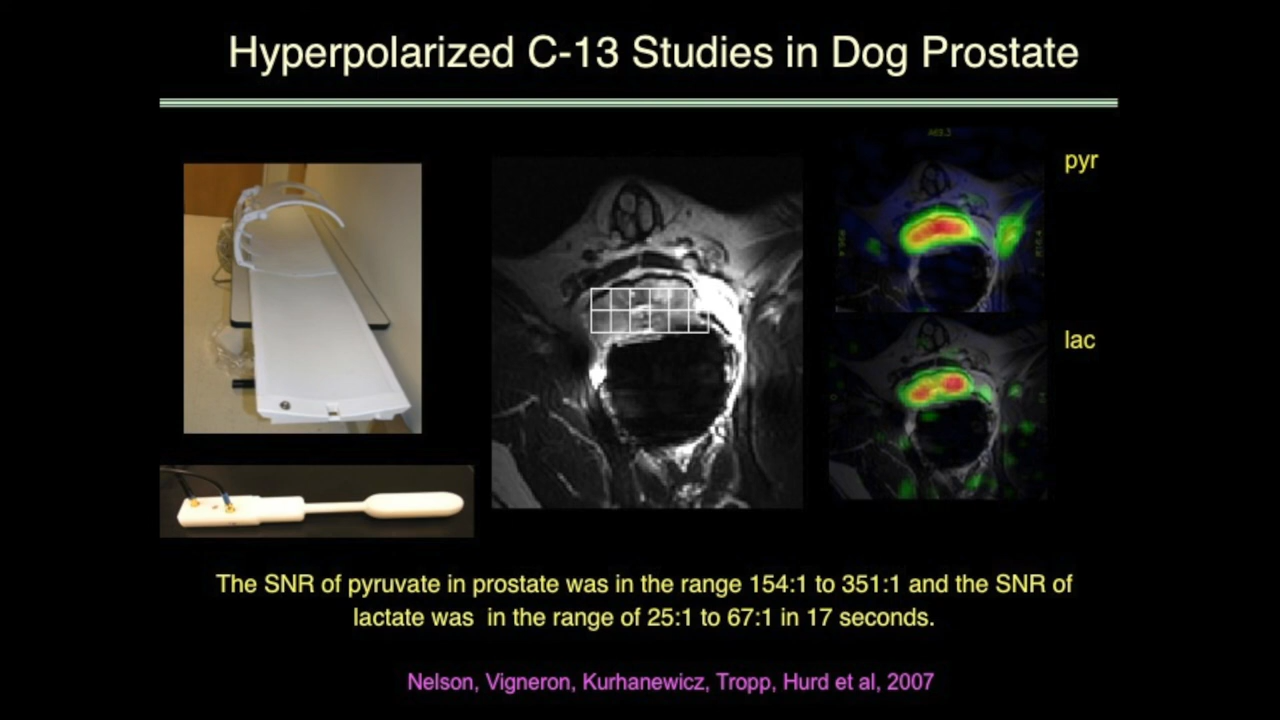 Hyperpolarized C-13 Studies in Dog Prostate
pyr
lac
The SNR of pyruvate in prostate was in the range 154:1 to 351:1 and the SNR of
lactate was in the range of 25:1 to 67:1 in 17 seconds.
Nelson, Vigneron, Kurhanewicz, Tropp, Hurd et al, 2007